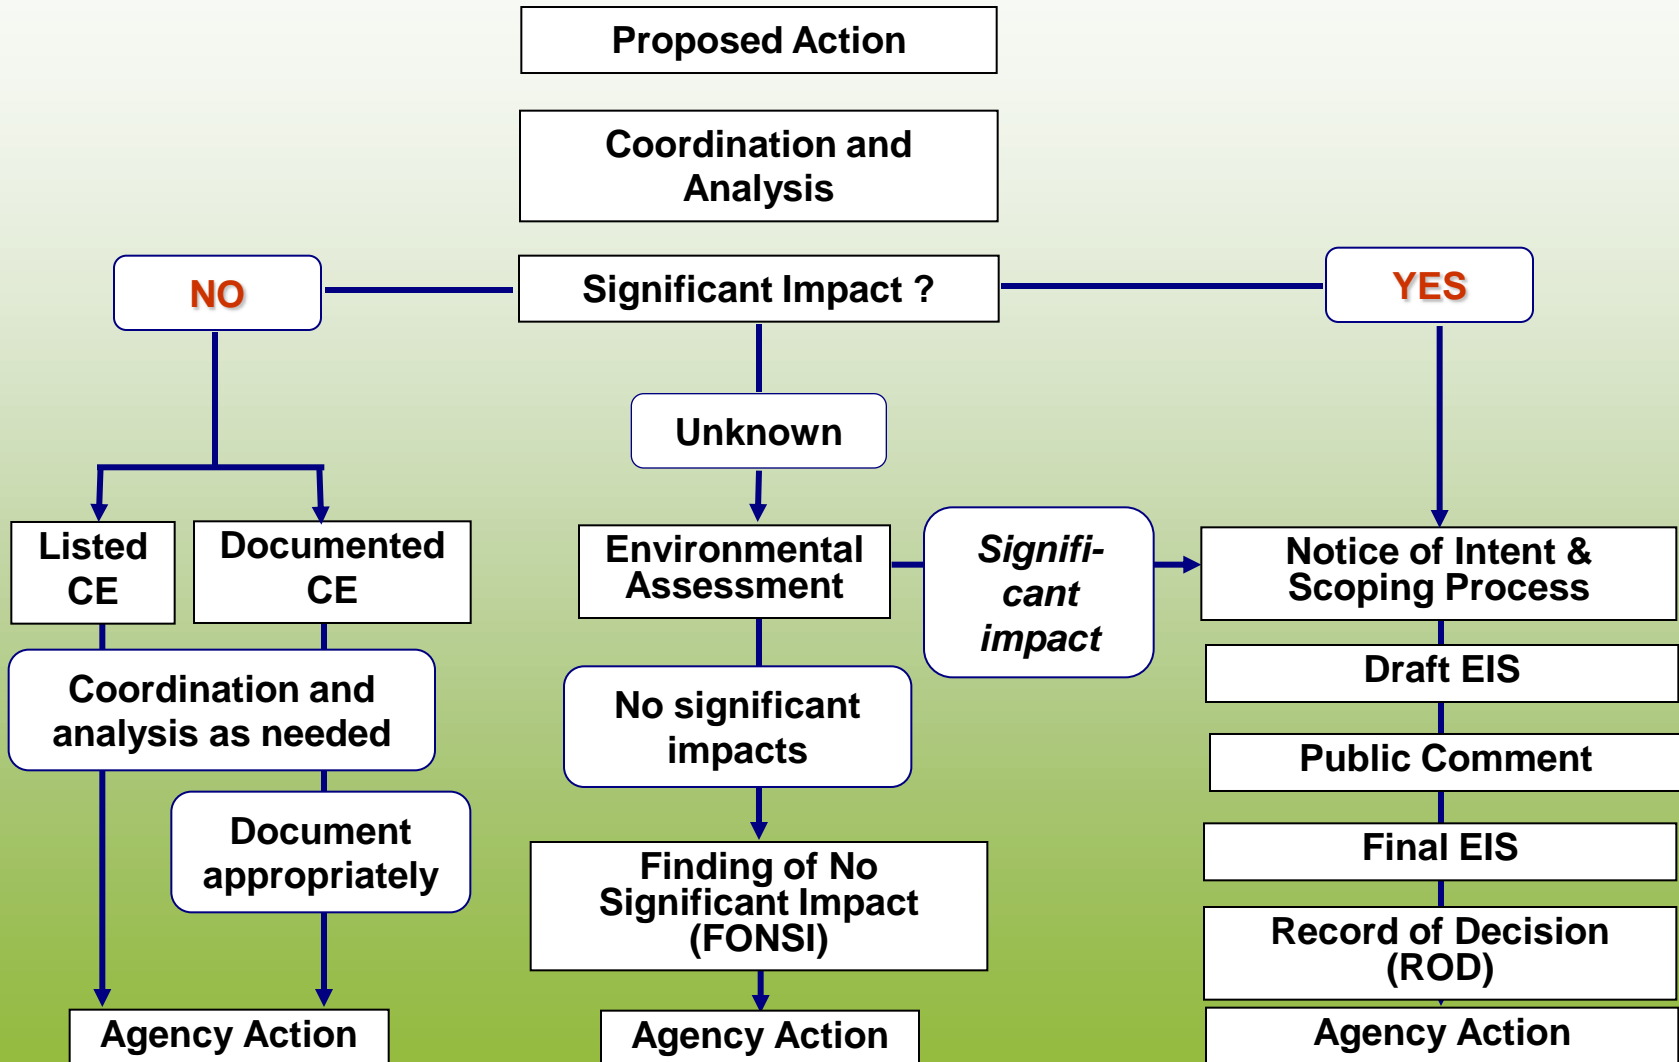 Proposed Action
Coordination and
Analysis
Significant Impact ?
NO
YES
Unknown
Listed
CE
Documented
CE
Environmental
Assessment
Signifi-
cant
impact
Notice of Intent &
Scoping Process
Coordination and
analysis as needed
No significant
impacts
Draft EIS
Public Comment
Document
appropriately
Finding of No
Significant Impact
(FONSI)
Final EIS
Record of Decision
(ROD)
Agency Action
Agency Action
Agency Action